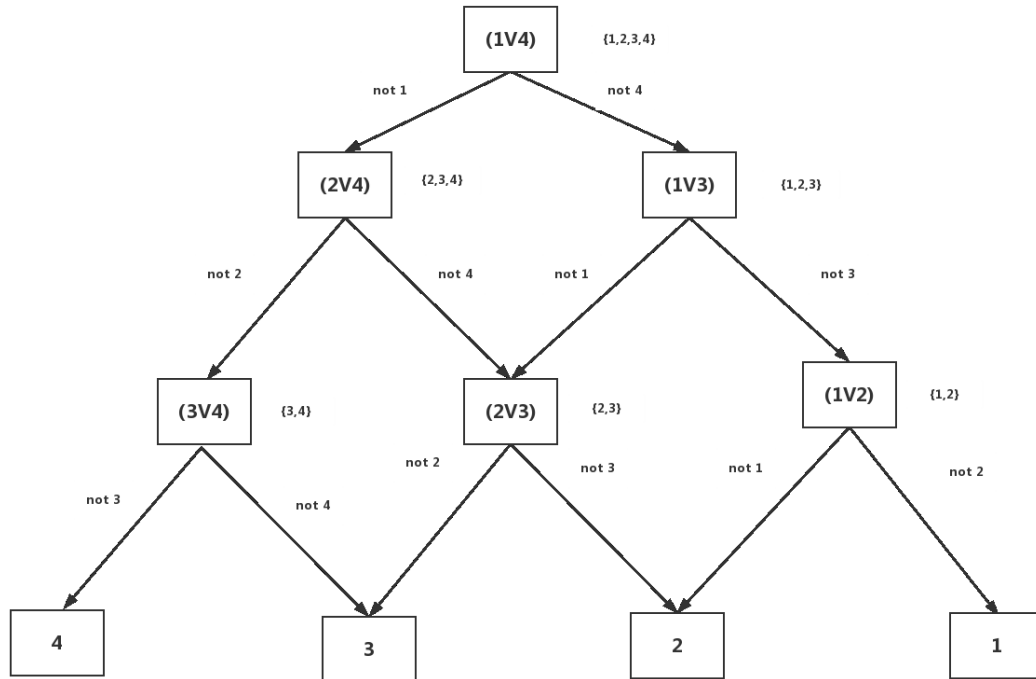 (1V4) {1,2,3,4}
not 1 not 4
(2V4) {2,3,4} (1V3) {1,2,3}
not 2 not 4 not 1 not 3
(3V4) {3,4} (2V3) {2,3} (1V2) {1,2}
not 3 not 4 not 2 not 3 not 1 not 2
4 3 2 1